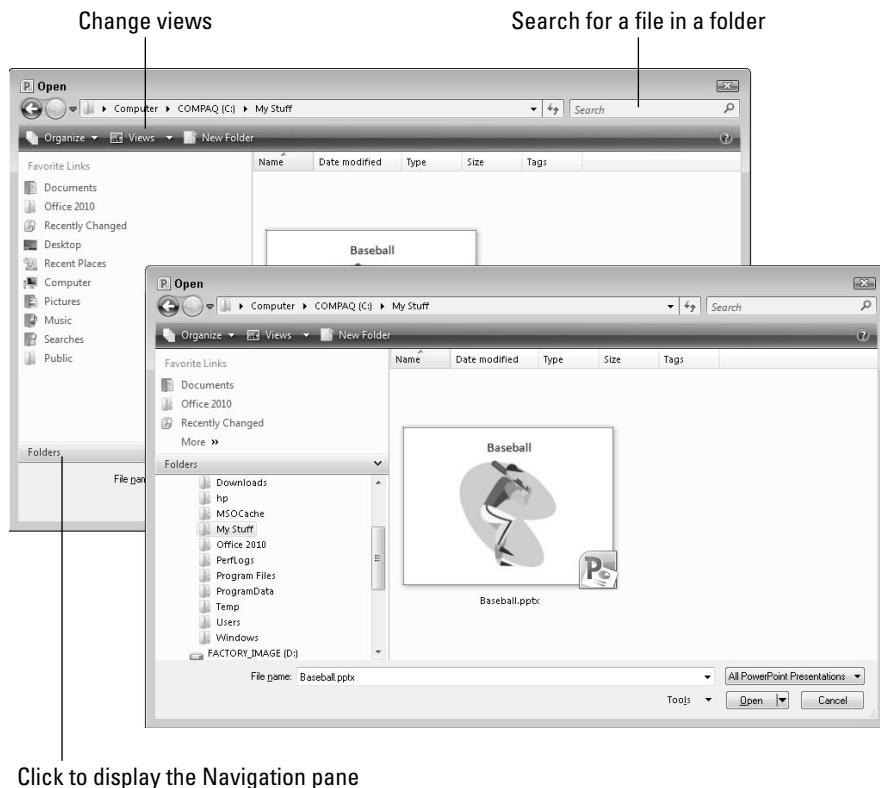 Change views
Search for a file in a folder
Open
Computer ▸ COMPAQ (C:) ▸ My Stuff
Search
Organize Views New Folder
Favorite Links
Name Date modified Type Size Tags
Documents
Office 2010
Recently Changed
Desktop
Recent Places
Computer
Pictures
Music
Searches
Public
Folders
Baseball
Open
Computer ▸ COMPAQ (C:) ▸ My Stuff
Search
Organize Views New Folder
Favorite Links
Name Date modified Type Size Tags
Documents
Office 2010
Recently Changed
More »
Folders
Downloads
hp
MSOCache
My Stuff
Office 2010
PerfLogs
Program Files
ProgramData
Temp
Users
Windows
FACTORY_IMAGE (D:)
Baseball
Baseball.pptx
File name: Baseball.pptx
All PowerPoint Presentations
Tools Open Cancel
Click to display the Navigation pane